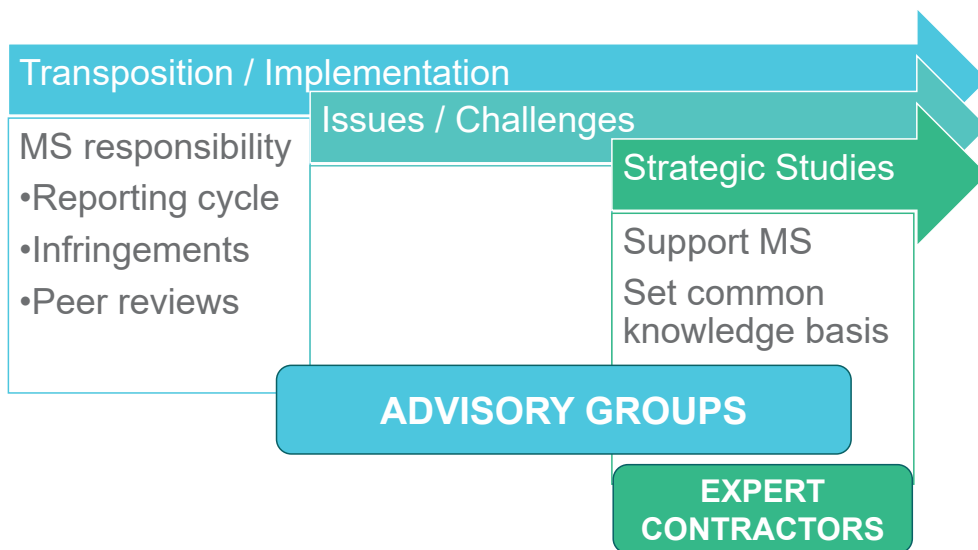 Transposition / Implementation
Issues / Challenges
Strategic Studies
MS responsibility
•Reporting cycle
•Infringements
•Peer reviews
Support MS
Set common
knowledge basis
ADVISORY GROUPS
EXPERT
CONTRACTORS